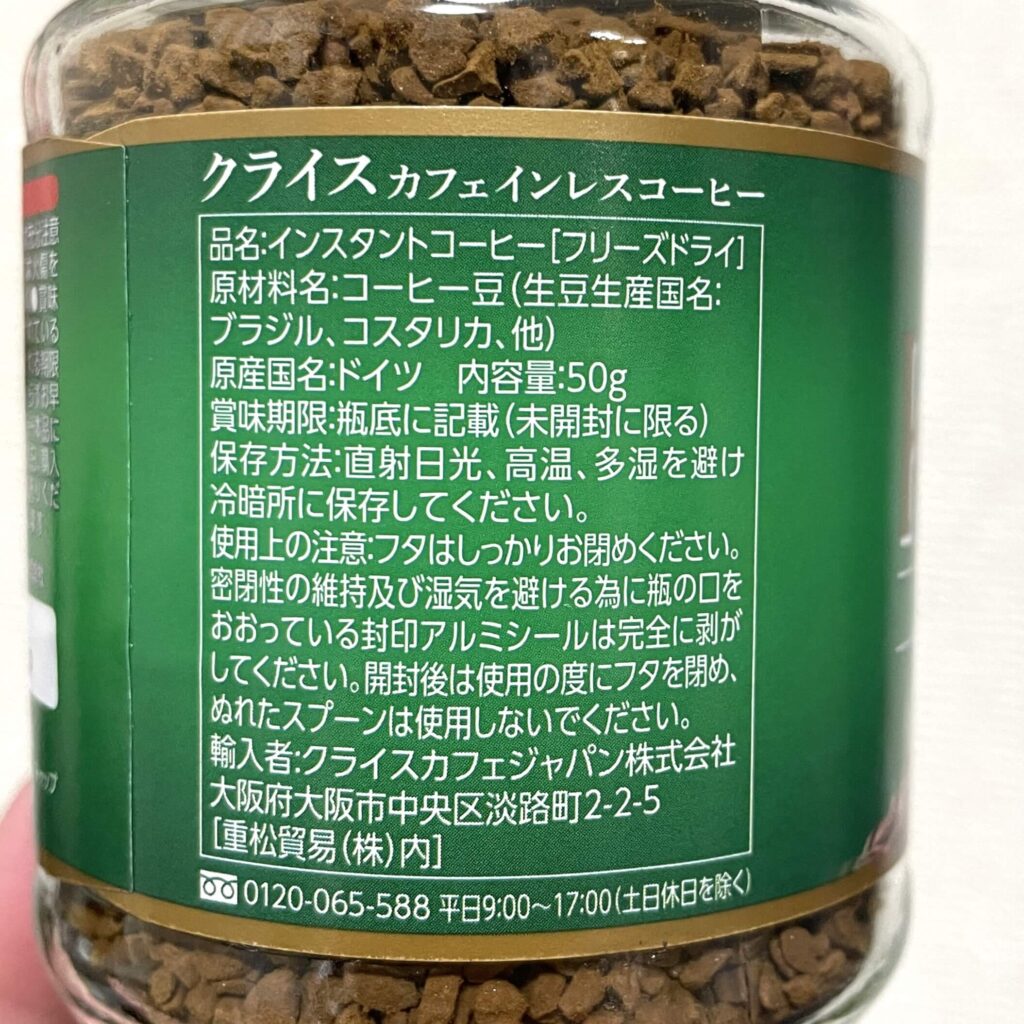 クライス カフェインレスコーヒー
品名:インスタントコーヒー[フリーズドライ]
原材料名:コーヒー豆(生豆生産国名:
ブラジル、コスタリカ、他)
原産国名:ドイツ 内容量:50g
賞味期限:瓶底に記載(未開封に限る)
保存方法:直射日光、高温、多湿を避け
冷暗所に保存してください。
使用上の注意:フタはしっかりお閉めください。
密閉性の維持及び湿気を避ける為に瓶の口を
おおっている封印アルミシールは完全に剥が
してください。開封後は使用の度にフタを閉め、
ぬれたスプーンは使用しないでください。
輸入者:クライスカフェジャパン株式会社
大阪府大阪市中央区淡路町2-2-5
[重松貿易(株)内]
0120-065-588 平日9:00～17:00(土日休日を除く)